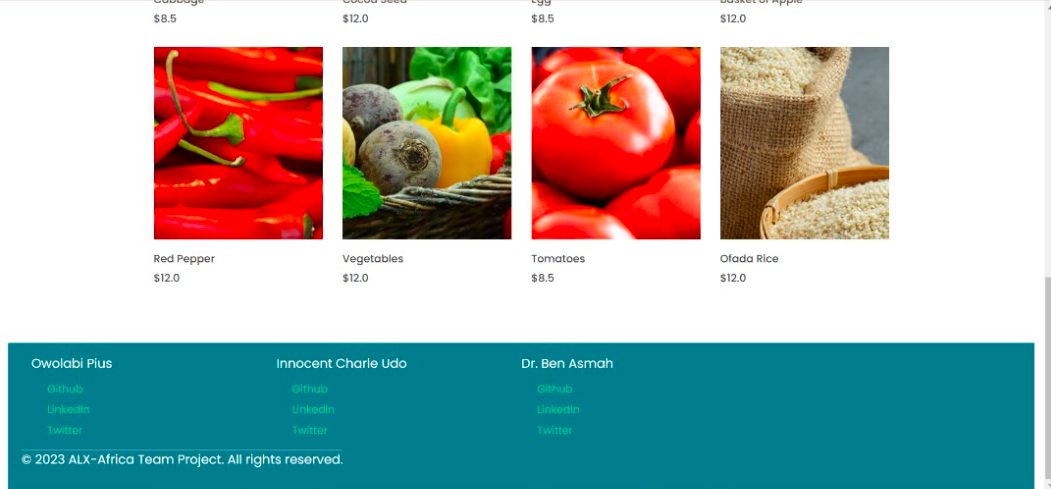 Cabbage Cocoa Seed Egg Basket of Apple
$8.5 $12.0 $8.5 $12.0
Red Pepper Vegetables Tomatoes Ofada Rice
$12.0 $12.0 $8.5 $12.0
Owolabi Pius Innocent Charle Udo Dr. Ben Asmah
Github Github Github
LinkedIn LinkedIn LinkedIn
Twitter Twitter Twitter
© 2023 ALX-Africa Team Project. All rights reserved.